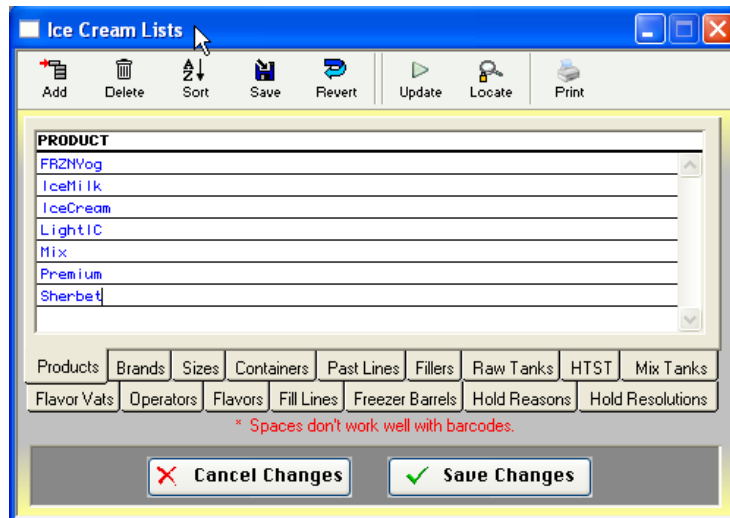 Ice Cream Lists
Add Delete Sort Save Revert Update Locate Print
PRODUCT
FRZNYog
IceMilk
IceCream
LightIC
Mix
Premium
Sherbet
Products Brands Sizes Containers Past Lines Fillers Raw Tanks HTST Mix Tanks
Flavor Vats Operators Flavors Fill Lines Freezer Barrels Hold Reasons Hold Resolutions
* Spaces don't work well with barcodes.
Cancel Changes Save Changes